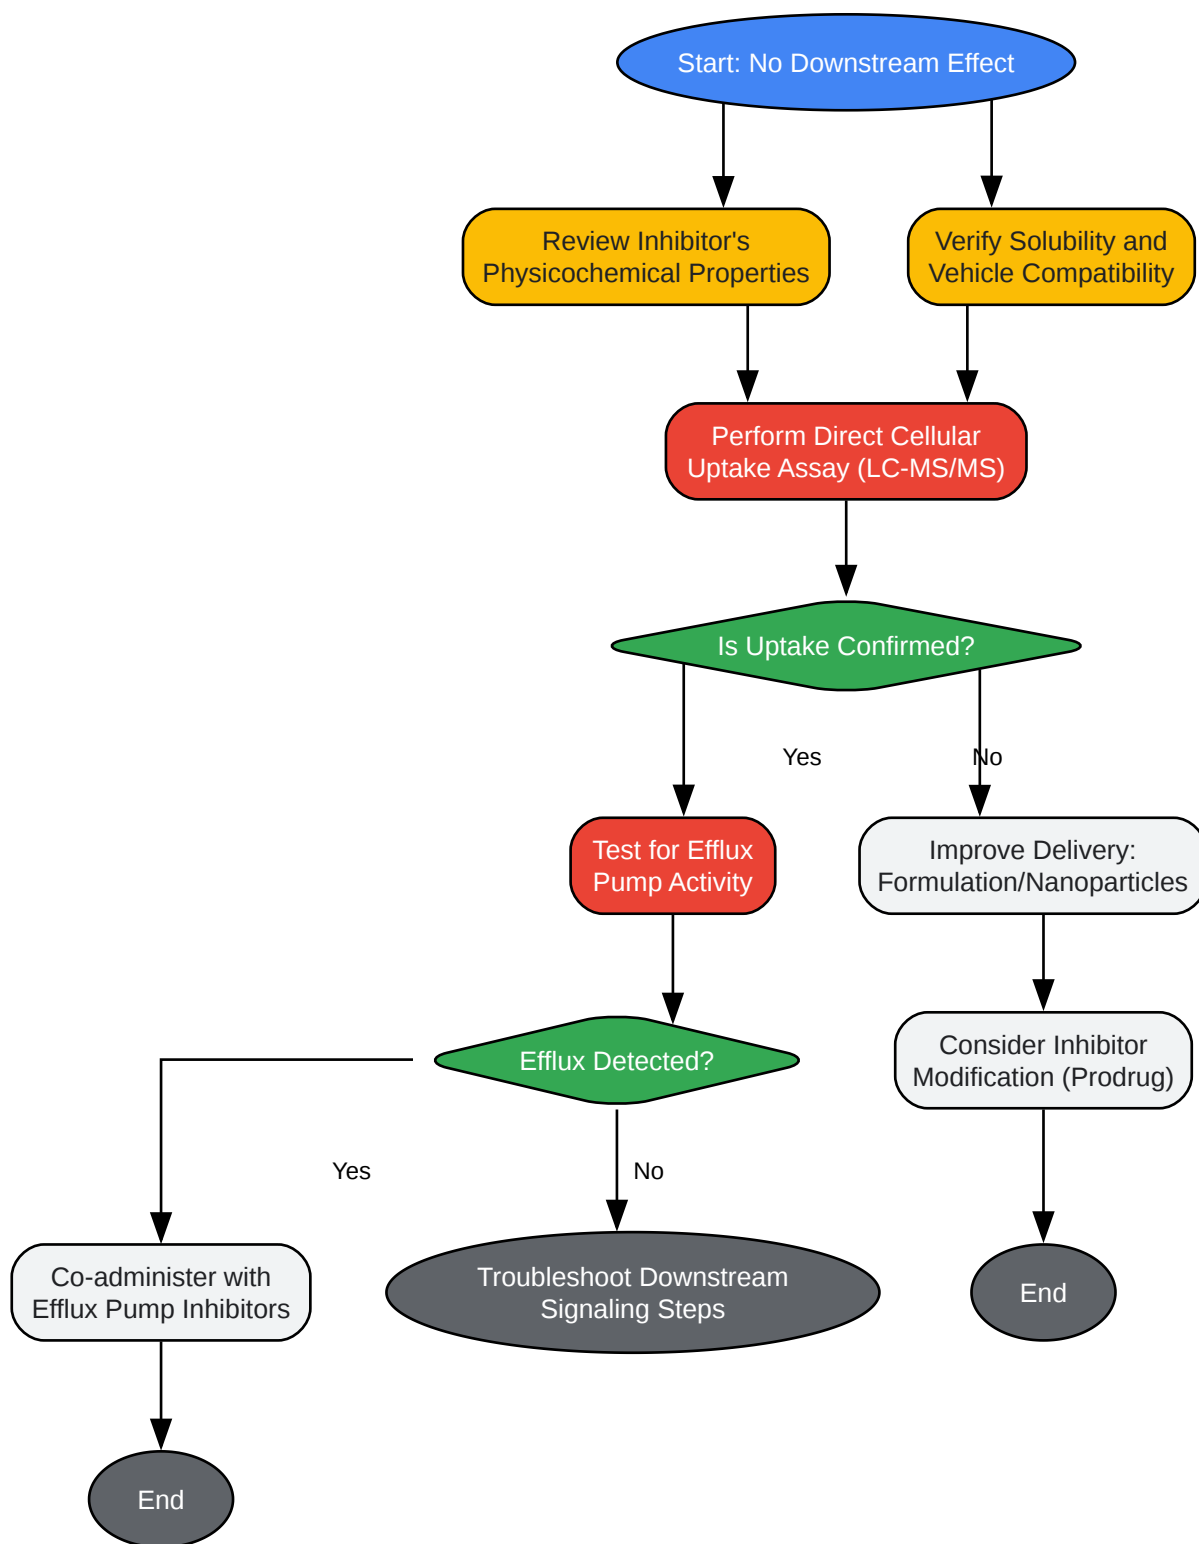 Start: No Downstream Effect
Review Inhibitor's
Physicochemical Properties
Verify Solubility and
Vehicle Compatibility
Perform Direct Cellular
Uptake Assay (LC-MS/MS)
Is Uptake Confirmed?
Yes
No
Test for Efflux
Pump Activity
Improve Delivery:
Formulation/Nanoparticles
Efflux Detected?
Consider Inhibitor
Modification (Prodrug)
Yes
No
Co-administer with
Efflux Pump Inhibitors
Troubleshoot Downstream
Signaling Steps
End
End